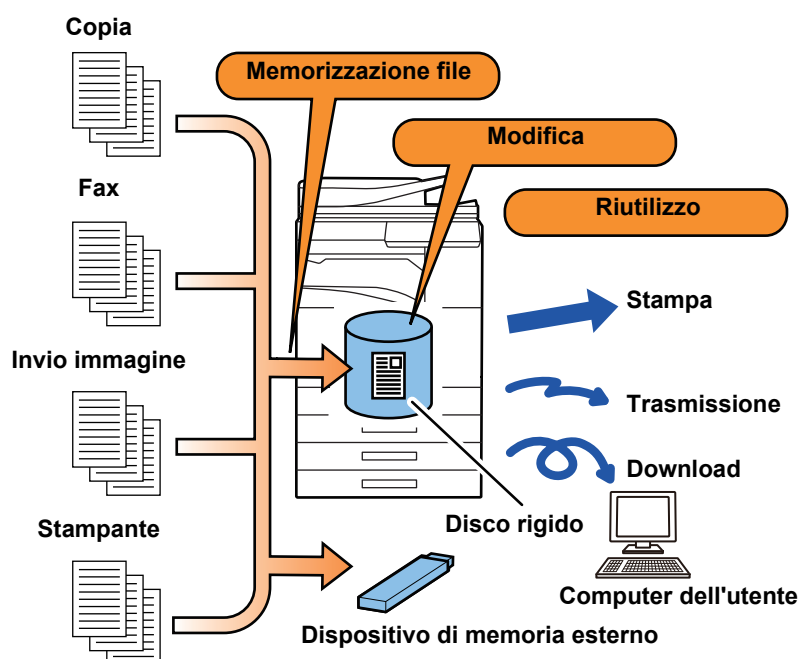 Copia
Memorizzazione file
Modifica
Fax
Riutilizzo
Stampa
Invio immagine
Trasmissione
Download
Disco rigido
Stampante
Computer dell'utente
Dispositivo di memoria esterno